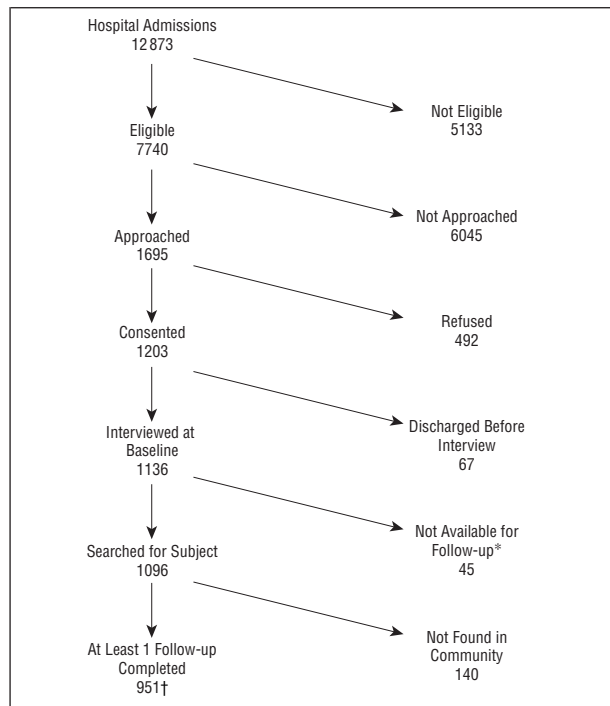 Hospital Admissions
12 873
Not Eligible
5133
Eligible
7740
Not Approached
6045
Approached
1695
Refused
492
Consented
1203
Discharged Before
Interview
67
Interviewed at
Baseline
1136
Not Available for
Follow-up*
45
Searched for Subject
1096
Not Found in
Community
140
At Least 1 Follow-up
Completed
951†